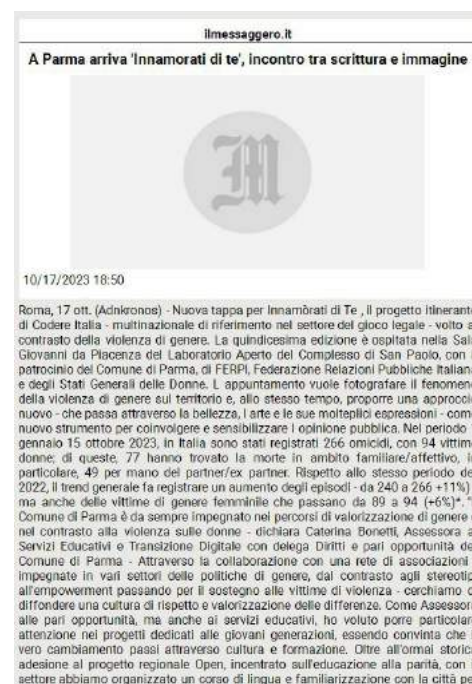 ilmessaggero.it
A Parma arriva 'Innamorati di te', incontro tra scrittura e immagine
M
10/17/2023 18:50
Roma, 17 ott. (Adnkronos) - Nuova tappa per Innamòrati di Te , il progetto itinerante
di Codere Italia - multinazionale di riferimento nel settore del gioco legale - volto a
contrasto della violenza di genere. La quindicesima edizione è ospitata nella Sala
Giovanni da Piacenza del Laboratorio Aperto del Complesso di San Paolo, con i
patrocinio del Comune di Parma, di FERPI, Federazione Relazioni Pubbliche Italiana
e degli Stati Generali delle Donne. L appuntamento vuole fotografare il fenomeno
della violenza di genere sul territorio e, allo stesso tempo, proporre una approccio
nuovo - che passa attraverso la bellezza, l arte e le sue molteplici espressioni - come
nuovo strumento per coinvolgere e sensibilizzare l opinione pubblica. Nel periodo
gennaio 15 ottobre 2023, in Italia sono stati registrati 266 omicidi, con 94 vittime
donne; di queste, 77 hanno trovato la morte in ambito familiare/affettivo, in
particolare, 49 per mano del partner/ex partner. Rispetto allo stesso periodo de
2022, il trend generale fa registrare un aumento degli episodi - da 240 a 266 +11%)
ma anche delle vittime di genere femminile che passano da 89 a 94 (+6%)*.
Comune di Parma è da sempre impegnato nei percorsi di valorizzazione di genere
nel contrasto alla violenza sulle donne - dichiara Caterina Bonetti, Assessora a
Servizi Educativi e Transizione Digitale con delega Diritti e pari opportunità de
Comune di Parma - Attraverso la collaborazione con una rete di associazioni
impegnate in vari settori delle politiche di genere, dal contrasto agli stereotip
all'empowerment passando per il sostegno alle vittime di violenza - cerchiamo d
diffondere una cultura di rispetto e valorizzazione delle differenze. Come Assessora
alle pari opportunità, ma anche ai servizi educativi, ho voluto porre particolare
attenzione nei progetti dedicati alle giovani generazioni, essendo convinta che i
vero cambiamento passi attraverso cultura e formazione. Oltre all'ormai storica
adesione al progetto regionale Open, incentrato sull'educazione alla parità, con i
settore abbiamo organizzato un corso di lingua e familiarizzazione con la città pe